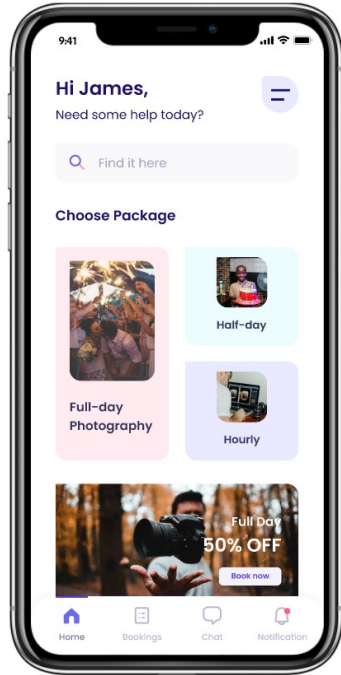 9:41
Hi James,
Need some help today?
Find it here
Choose Package
Full-day
Photography
Half-day
Hourly
Full Day
50% OFF
Book now
Home
Bookings
Chat
Notification